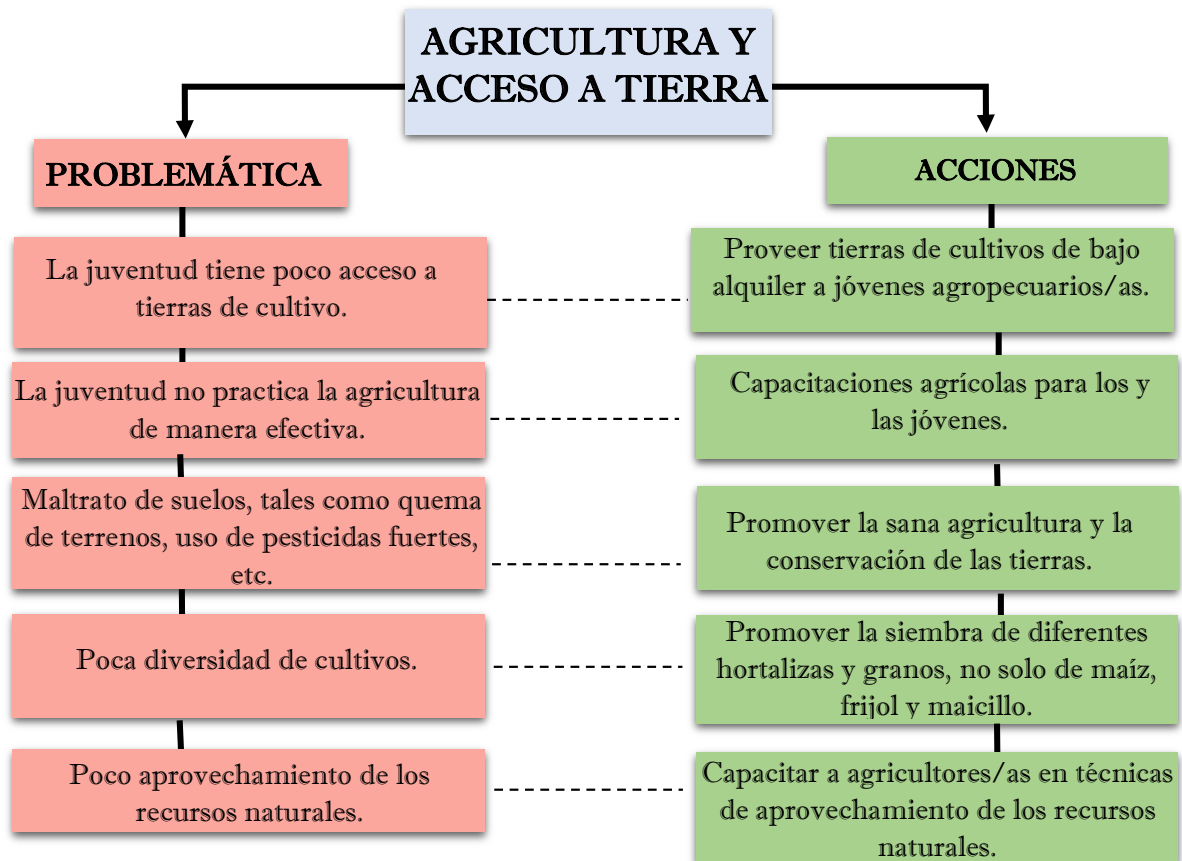 AGRICULTURA Y
ACCESO A TIERRA
PROBLEMÁTICA
ACCIONES
La juventud tiene poco acceso a
tierras de cultivo.
Proveer tierras de cultivos de bajo
alquiler a jóvenes agropecuarios/as.
La juventud no practica la agricultura
de manera efectiva.
Capacitaciones agrícolas para los y
las jóvenes.
Maltrato de suelos, tales como quema
de terrenos, uso de pesticidas fuertes,
etc.
Promover la sana agricultura y la
conservación de las tierras.
Poca diversidad de cultivos.
Promover la siembra de diferentes
hortalizas y granos, no solo de maíz,
frijol y maicillo.
Poco aprovechamiento de los
recursos naturales.
Capacitar a agricultores/as en técnicas
de aprovechamiento de los recursos
naturales.